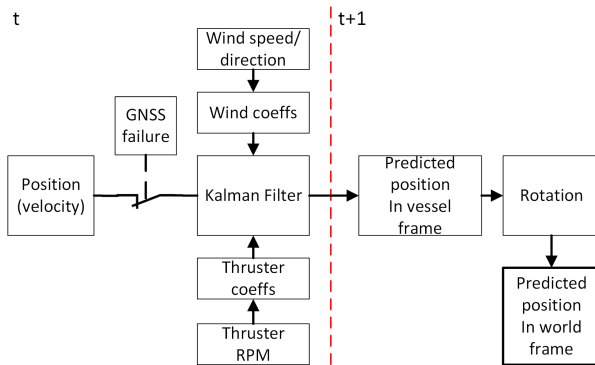 t
t+1
Wind speed/
direction
GNSS
failure
Wind coeffs
Position
(velocity)
Kalman Filter
Predicted
position
In vessel
frame
Rotation
Thruster
coeffs
Thruster
RPM
Predicted
position
In world
frame